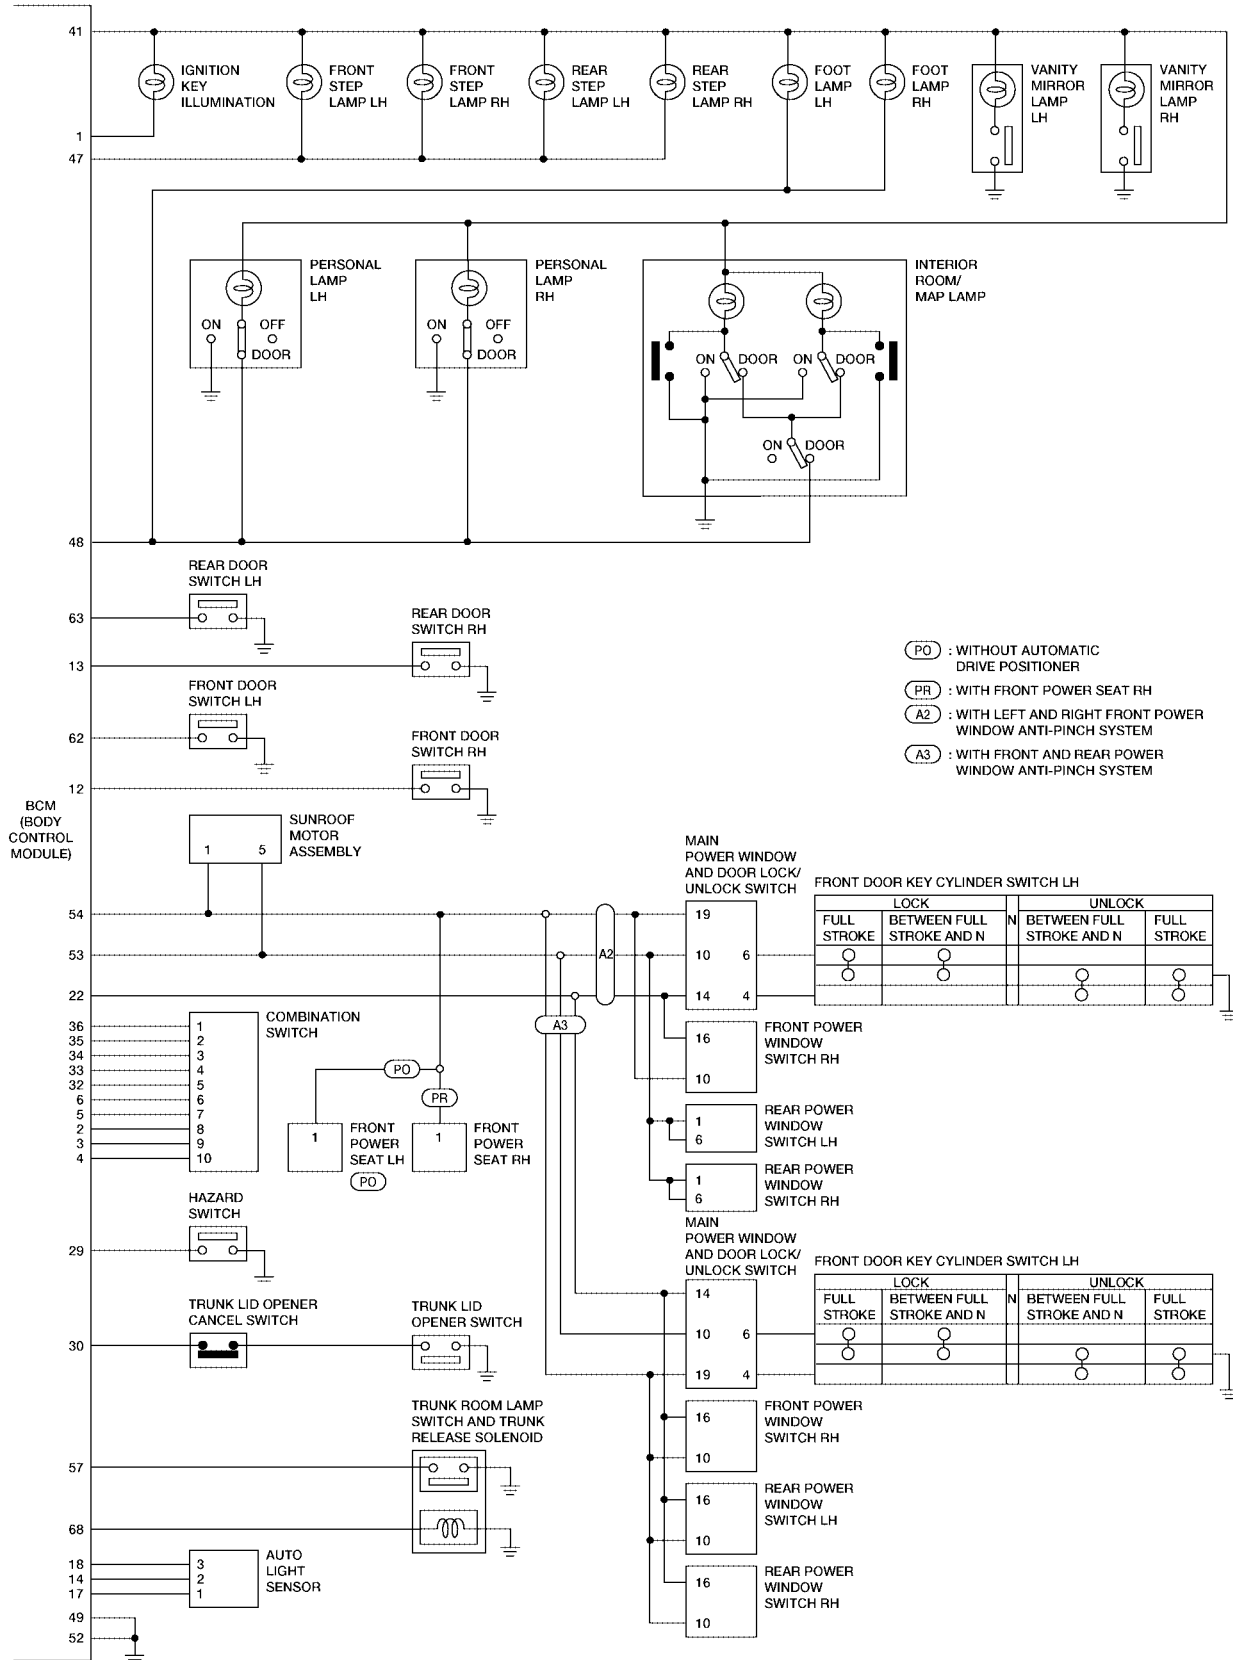 41
IGNITION
KEY
ILLUMINATION
FRONT
STEP
LAMP LH
FRONT
STEP
LAMP RH
REAR
STEP
LAMP LH
REAR
STEP
LAMP RH
FOOT
LAMP
LH
FOOT
LAMP
RH
VANITY
MIRROR
LAMP
LH
VANITY
MIRROR
LAMP
RH
1
47
PERSONAL
LAMP
LH
ON
OFF
DOOR
PERSONAL
LAMP
RH
ON
OFF
DOOR
INTERIOR
ROOM/
MAP LAMP
ON
DOOR
ON
DOOR
ON
DOOR
48
REAR DOOR
SWITCH LH
63
REAR DOOR
SWITCH RH
13
FRONT DOOR
SWITCH LH
62
FRONT DOOR
SWITCH RH
12
PO : WITHOUT AUTOMATIC
DRIVE POSITIONER
PR : WITH FRONT POWER SEAT RH
A2 : WITH LEFT AND RIGHT FRONT POWER
WINDOW ANTI-PINCH SYSTEM
A3 : WITH FRONT AND REAR POWER
WINDOW ANTI-PINCH SYSTEM
BCM
(BODY
CONTROL
MODULE)
1 5
SUNROOF
MOTOR
ASSEMBLY
54
53
22
A2
A3
MAIN
POWER WINDOW
AND DOOR LOCK/
UNLOCK SWITCH
19
10 6
14 4
FRONT DOOR KEY CYLINDER SWITCH LH
LOCK N UNLOCK
FULL
STROKE
BETWEEN FULL
STROKE AND N
BETWEEN FULL
STROKE AND N
FULL
STROKE
16
10
FRONT POWER
WINDOW
SWITCH RH
1
6
REAR POWER
WINDOW
SWITCH LH
1
6
REAR POWER
WINDOW
SWITCH RH
COMBINATION
SWITCH
36 1
35 2
34 3
33 4
32 5
6 6
5 7
2 8
3 9
4 10
PO
PR
1
FRONT
POWER
SEAT LH
PO
1
FRONT
POWER
SEAT RH
HAZARD
SWITCH
29
TRUNK LID OPENER
CANCEL SWITCH
30
TRUNK LID
OPENER SWITCH
MAIN
POWER WINDOW
AND DOOR LOCK/
UNLOCK SWITCH
14
10 6
19 4
FRONT DOOR KEY CYLINDER SWITCH LH
LOCK N UNLOCK
FULL
STROKE
BETWEEN FULL
STROKE AND N
BETWEEN FULL
STROKE AND N
FULL
STROKE
16
10
FRONT POWER
WINDOW
SWITCH RH
16
10
REAR POWER
WINDOW
SWITCH LH
16
10
REAR POWER
WINDOW
SWITCH RH
TRUNK ROOM LAMP
SWITCH AND TRUNK
RELEASE SOLENOID
57
68
18 3
14 2
17 1
AUTO
LIGHT
SENSOR
49
52